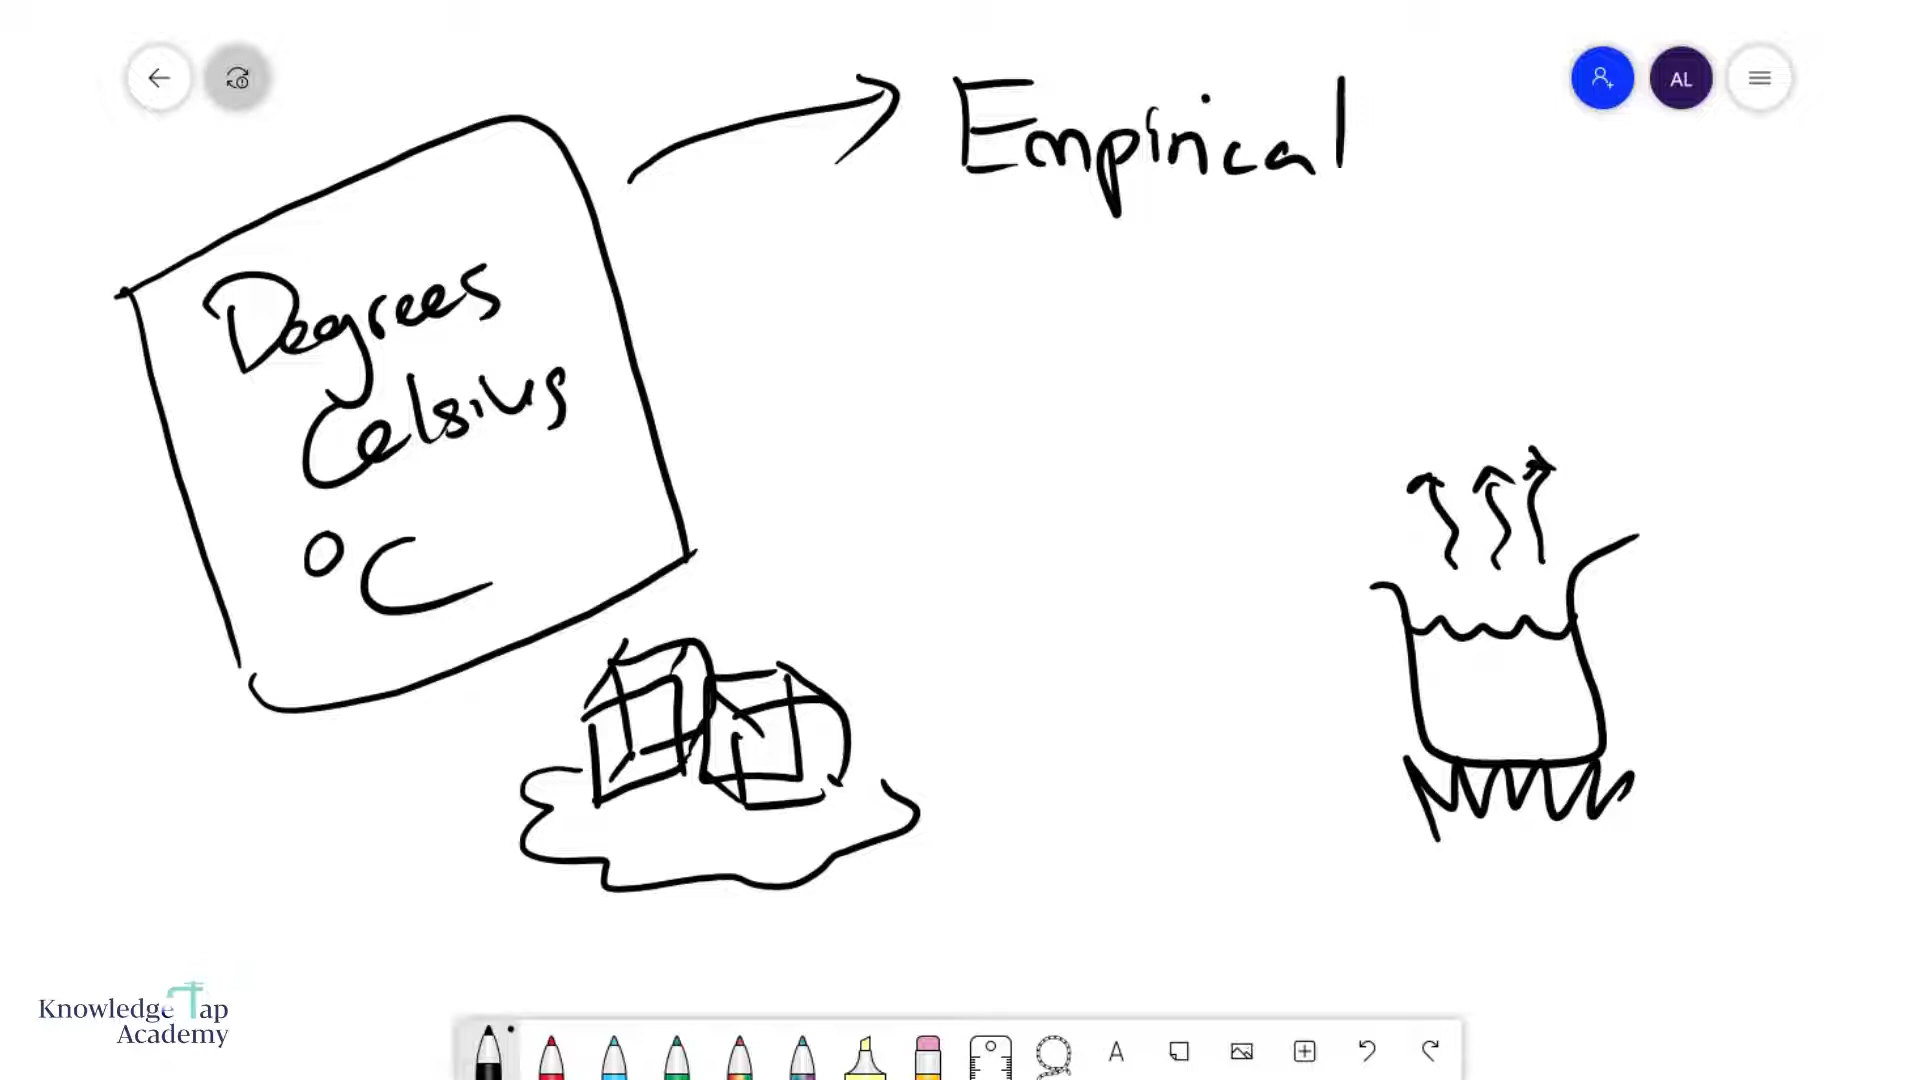 AL
Empirical
Degrees
Celsius
°C
Knowledge Tap
Academy
A